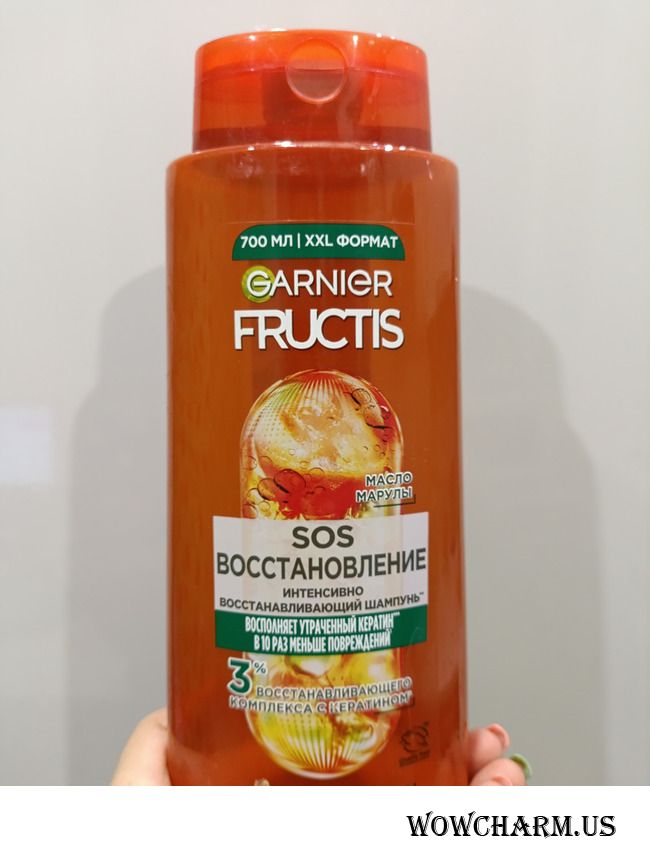 700 МЛ | XXL ФОРМАТ
GARNIER
FRUCTIS
МАСЛО
МАРУЛЫ
SOS
ВОССТАНОВЛЕНИЕ
ИНТЕНСИВНО
ВОССТАНАВЛИВАЮЩИЙ ШАМПУНЬ**
ВОСПОЛНЯЕТ УТРАЧЕННЫЙ КЕРАТИН***
В 10 РАЗ МЕНЬШЕ ПОВРЕЖДЕНИЙ*
3% ВОССТАНАВЛИВАЮЩЕГО
КОМПЛЕКСА С КЕРАТИНОМ*
WOWCHARM.US